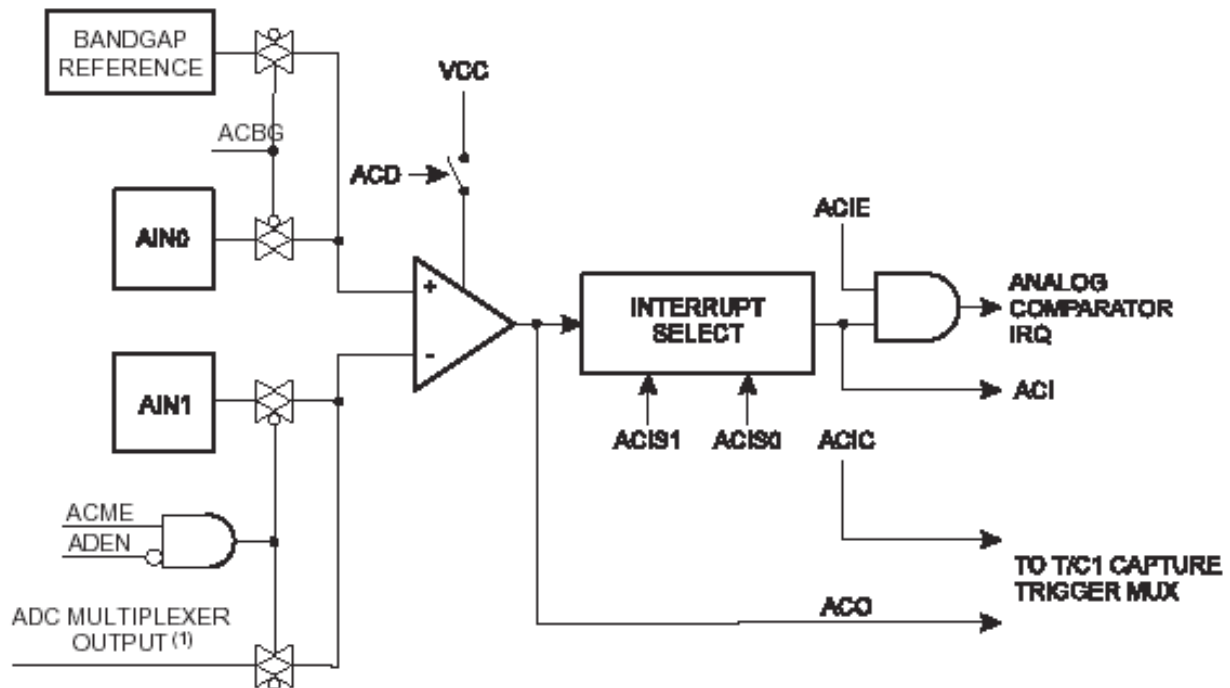 BANDGAP
REFERENCE
VCC
ACBG
ACD
AIN0
ACIE
+
INTERRUPT
SELECT
ANALOG
COMPARATOR
IRQ
-
AIN1
ACI
ACIS1
ACIS0
ACIC
ACME
ADEN
TO T/C1 CAPTURE
TRIGGER MUX
ADC MULTIPLEXER
OUTPUT (1)
ACO